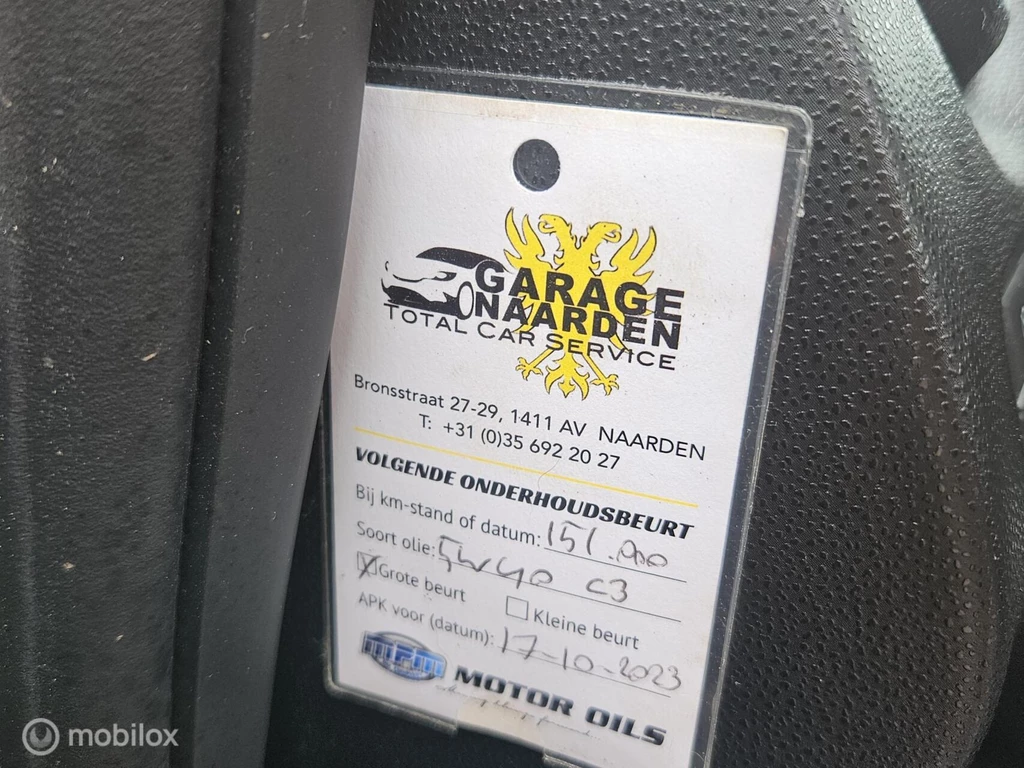 GARAGE
NAARDEN
TOTAL CAR SERVICE
Bronsstraat 27-29, 1411 AV NAARDEN
T: +31 (0)35 692 20 27
VOLGENDE ONDERHOUDSBEURT
Bij km-stand of datum: 151.000
Soort olie: 5W40 C3
Grote beurt Kleine beurt
APK voor (datum): 17-10-2023
MPM MOTOR OILS
mobilox